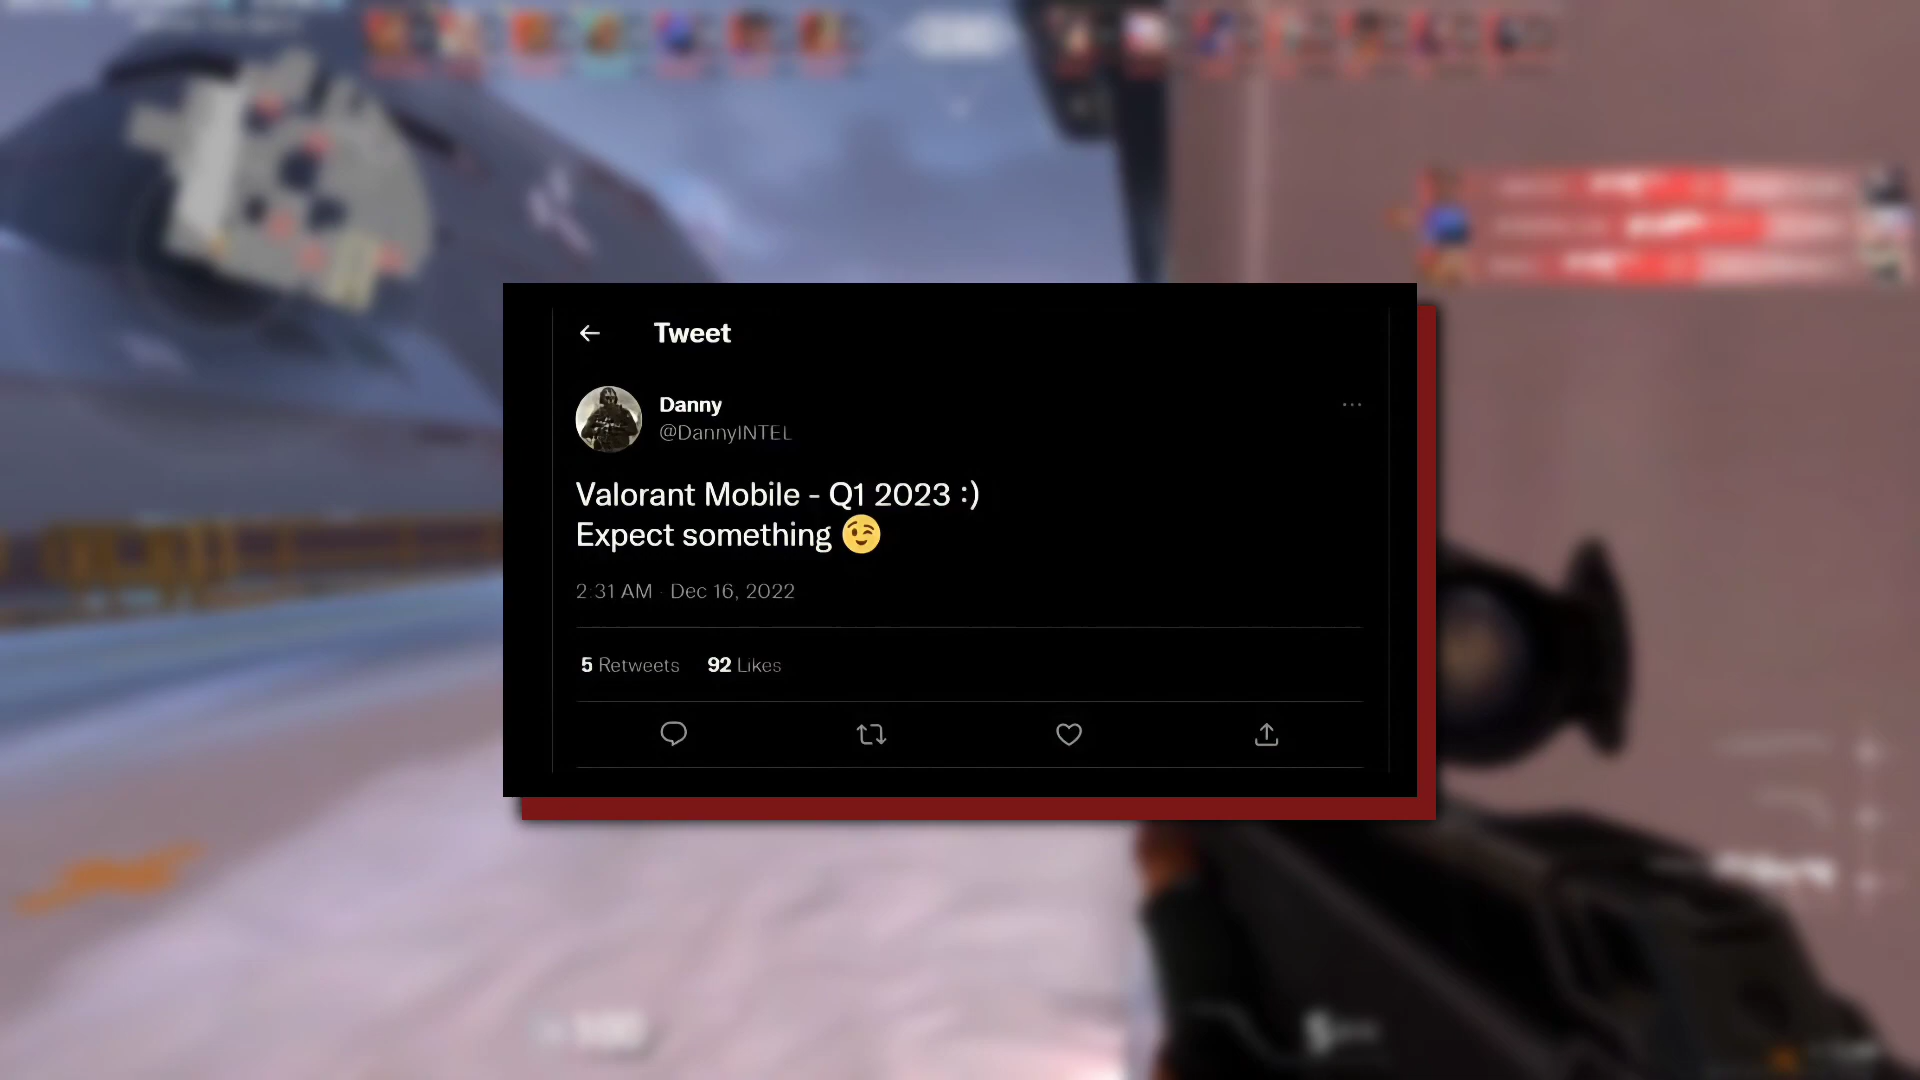 Tweet
Danny
@DannyINTEL
Valorant Mobile - Q1 2023 :)
Expect something 😉
2:31 AM · Dec 16, 2022
5 Retweets 92 Likes